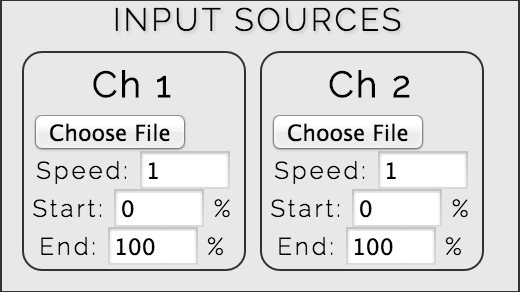 INPUT SOURCES
Ch 1
Choose File
Speed: 1
Start: 0 %
End: 100 %
Ch 2
Choose File
Speed: 1
Start: 0 %
End: 100 %